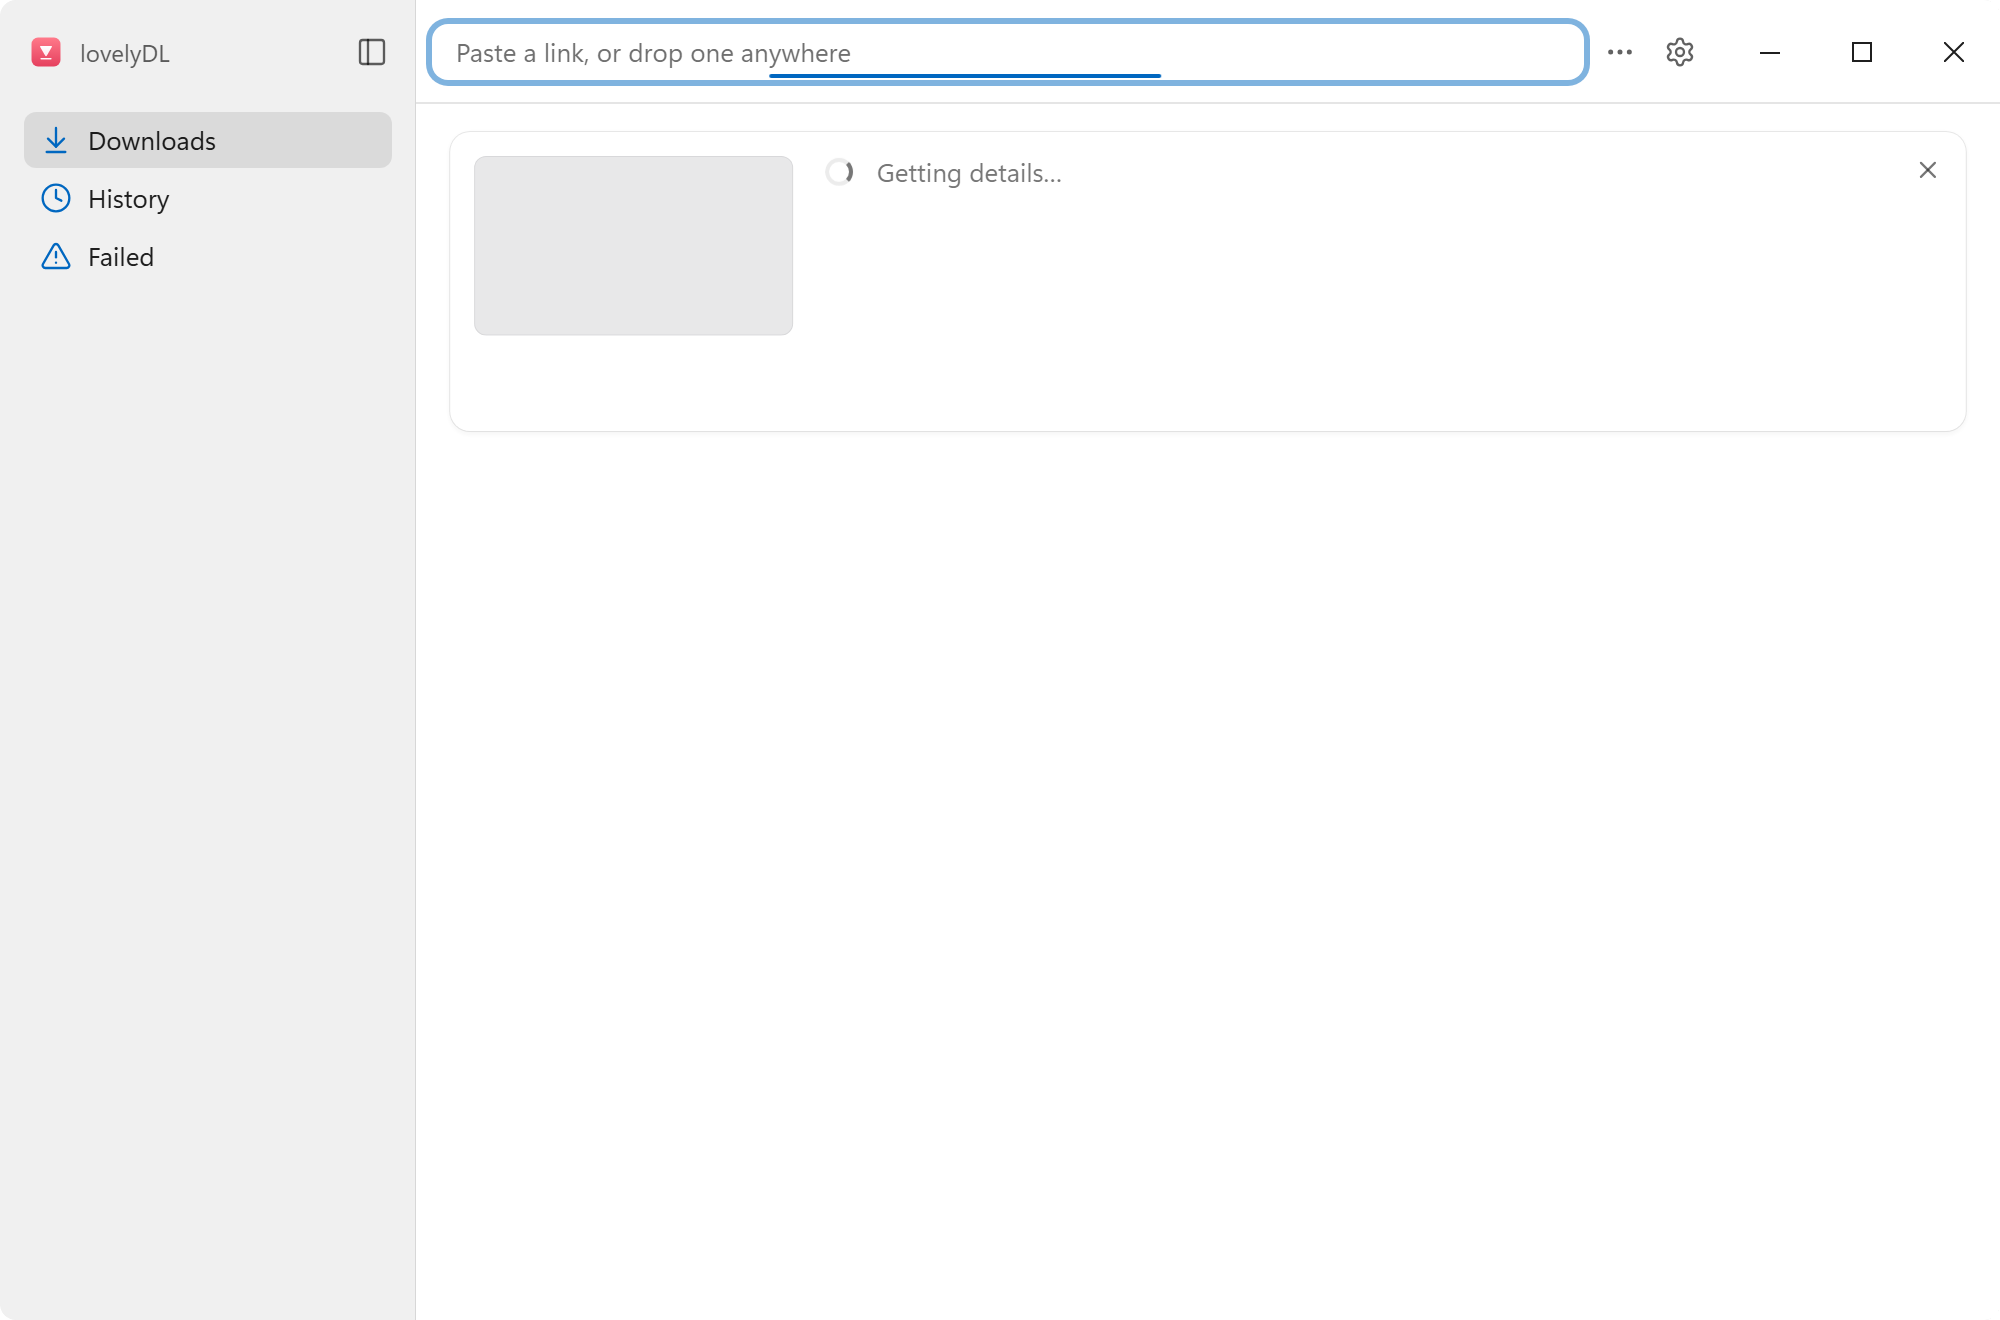 lovelyDL
Paste a link, or drop one anywhere
Downloads
History
Failed
Getting details...